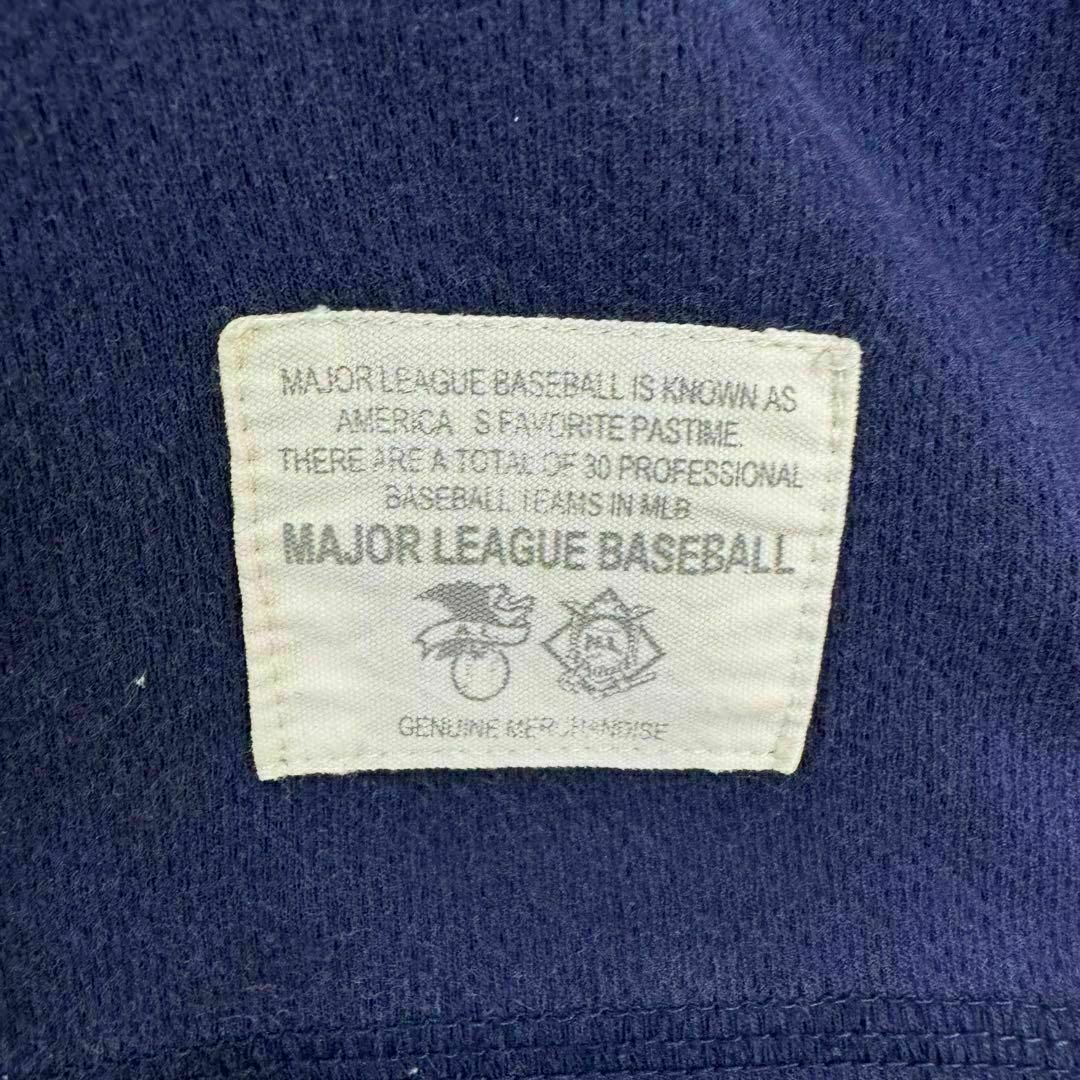 MAJOR LEAGUE BASEBALL IS KNOWN AS
AMERICA S FAVORITE PASTIME.
THERE ARE A TOTAL OF 30 PROFESSIONAL
BASEBALL TEAMS IN MLB
MAJOR LEAGUE BASEBALL
GENUINE MERCHANDISE